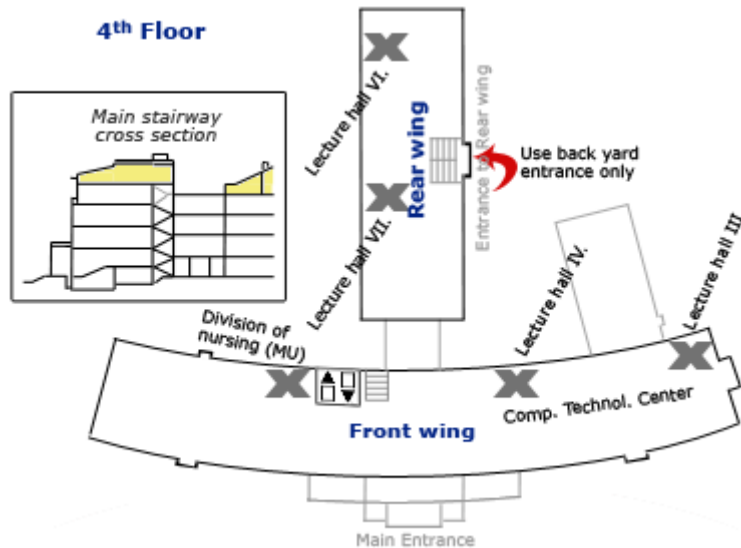 4th Floor
Main stairway
cross section
Lecture hall VI.
Rear wing
Entrance to Rear wing
Use back yard
entrance only
Lecture hall VII.
Lecture hall IV.
Lecture hall III.
Division of
nursing (MU)
Comp. Technol. Center
Front wing
Main Entrance